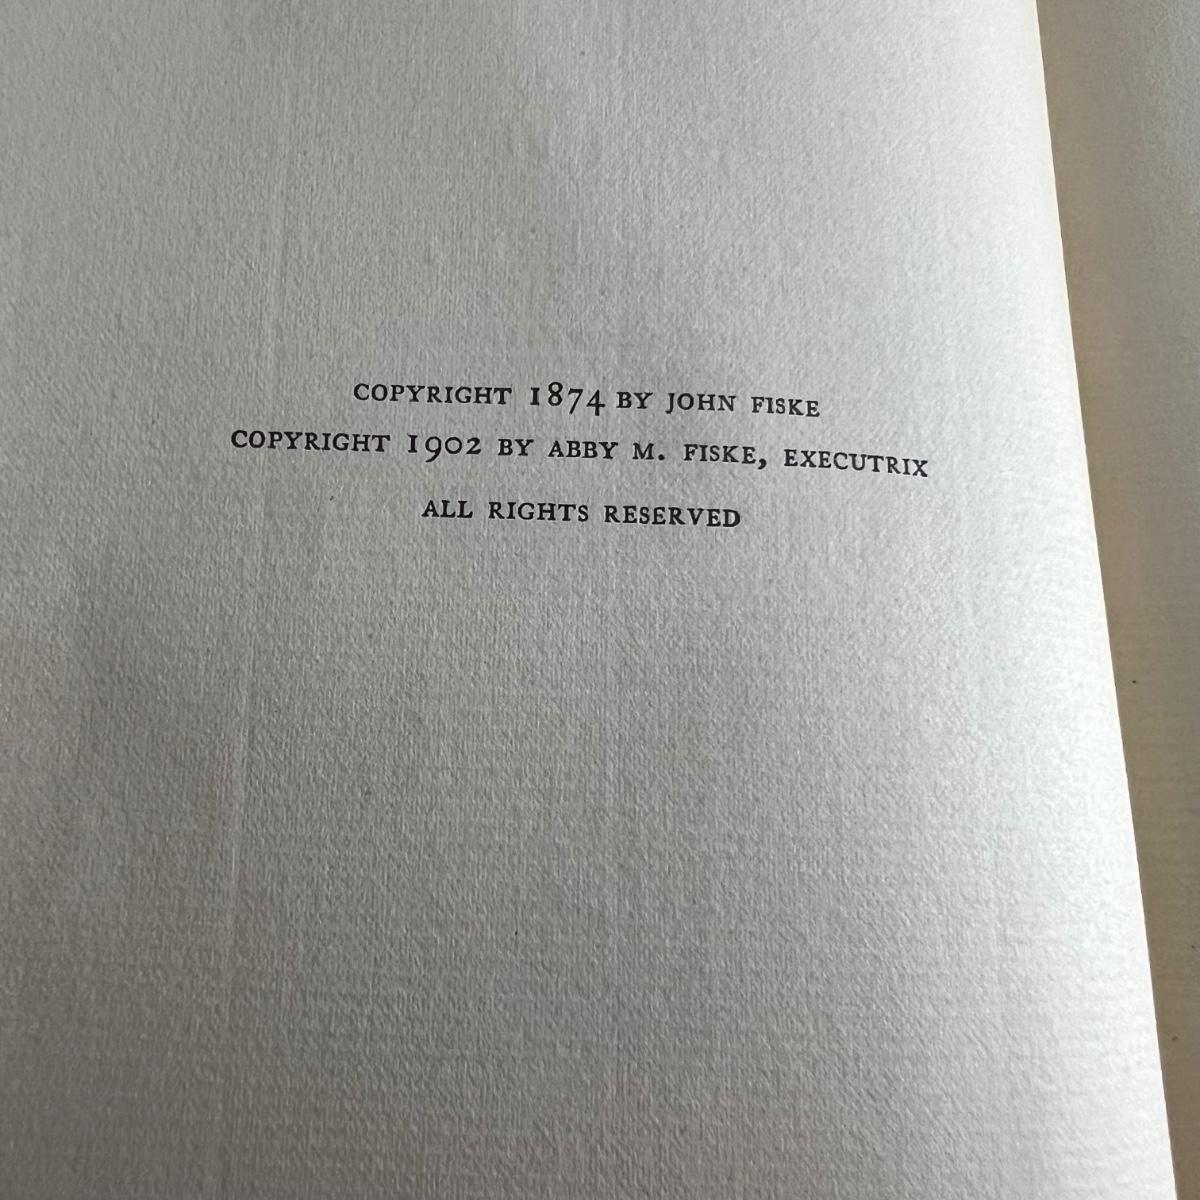 COPYRIGHT 1874 BY JOHN FISKE
COPYRIGHT 1902 BY ABBY M. FISKE, EXECUTRIX
ALL RIGHTS RESERVED